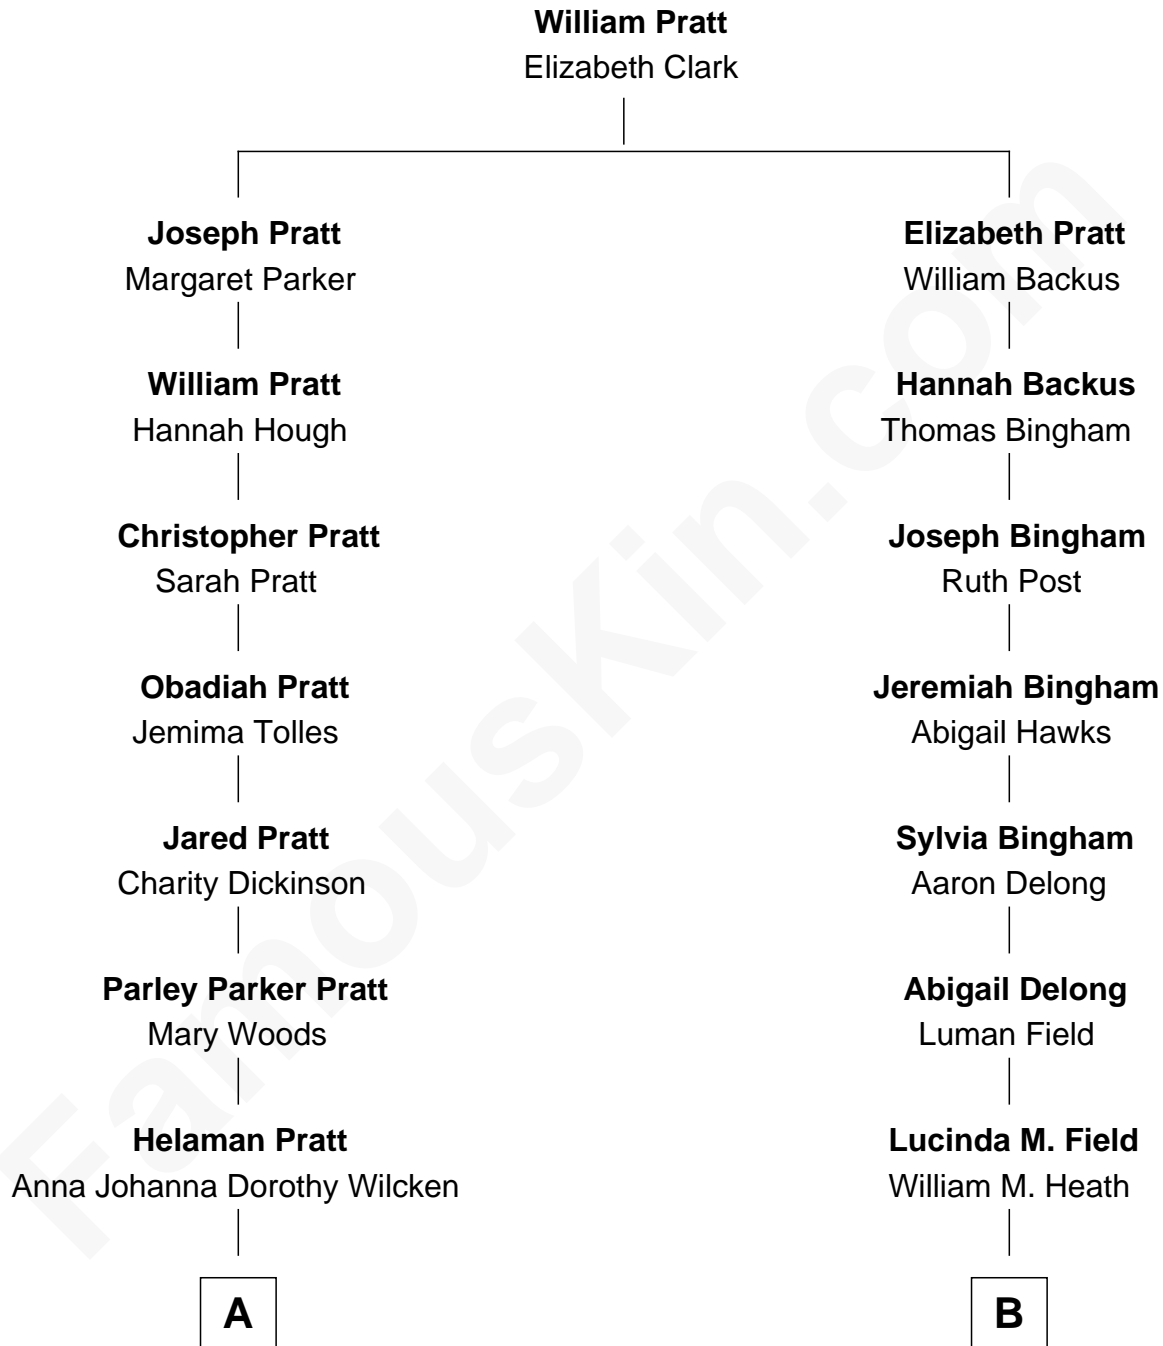 William Pratt
Elizabeth Clark
Joseph Pratt
Margaret Parker
William Pratt
Hannah Hough
Christopher Pratt
Sarah Pratt
Obadiah Pratt
Jemima Tolles
Jared Pratt
Charity Dickinson
Parley Parker Pratt
Mary Woods
Helaman Pratt
Anna Johanna Dorothy Wilcken
A
Elizabeth Pratt
William Backus
Hannah Backus
Thomas Bingham
Joseph Bingham
Ruth Post
Jeremiah Bingham
Abigail Hawks
Sylvia Bingham
Aaron Delong
Abigail Delong
Luman Field
Lucinda M. Field
William M. Heath
B
FamousKin.com